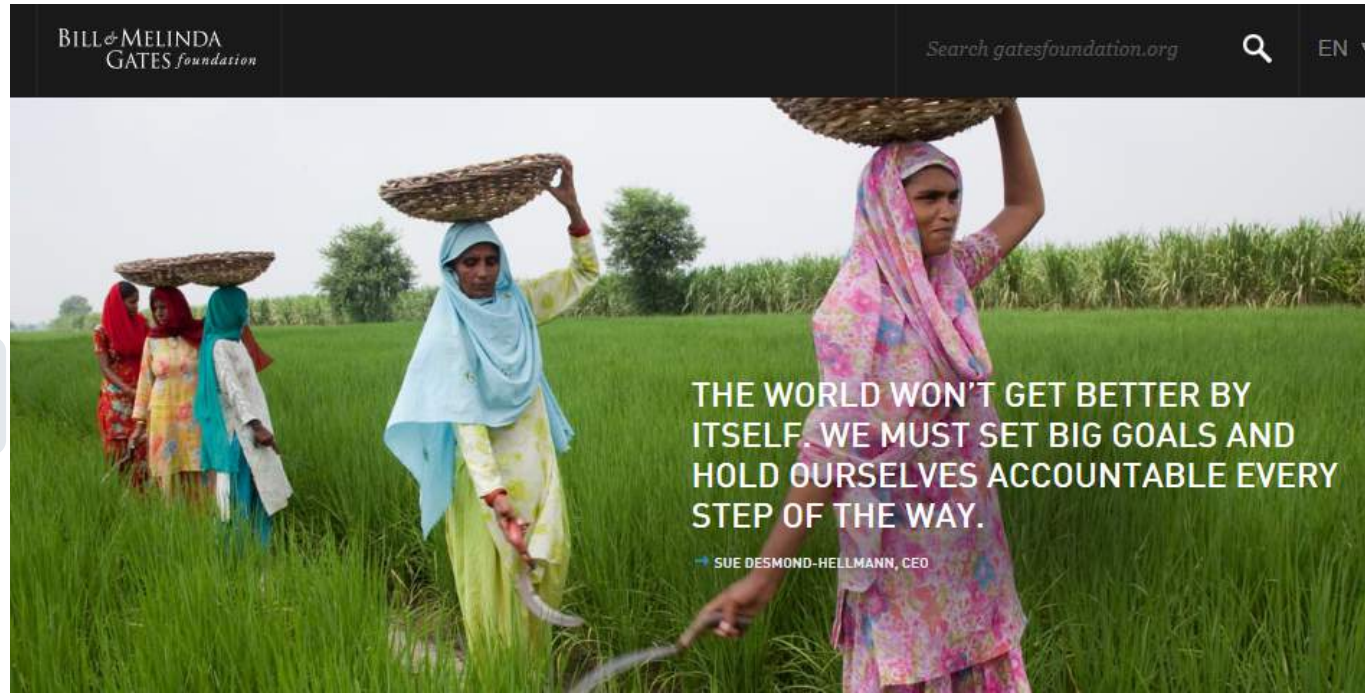 BILL & MELINDA
GATES foundation
Search gatesfoundation.org
EN
THE WORLD WON'T GET BETTER BY
ITSELF. WE MUST SET BIG GOALS AND
HOLD OURSELVES ACCOUNTABLE EVERY
STEP OF THE WAY.
→ SUE DESMOND-HELLMANN, CEO